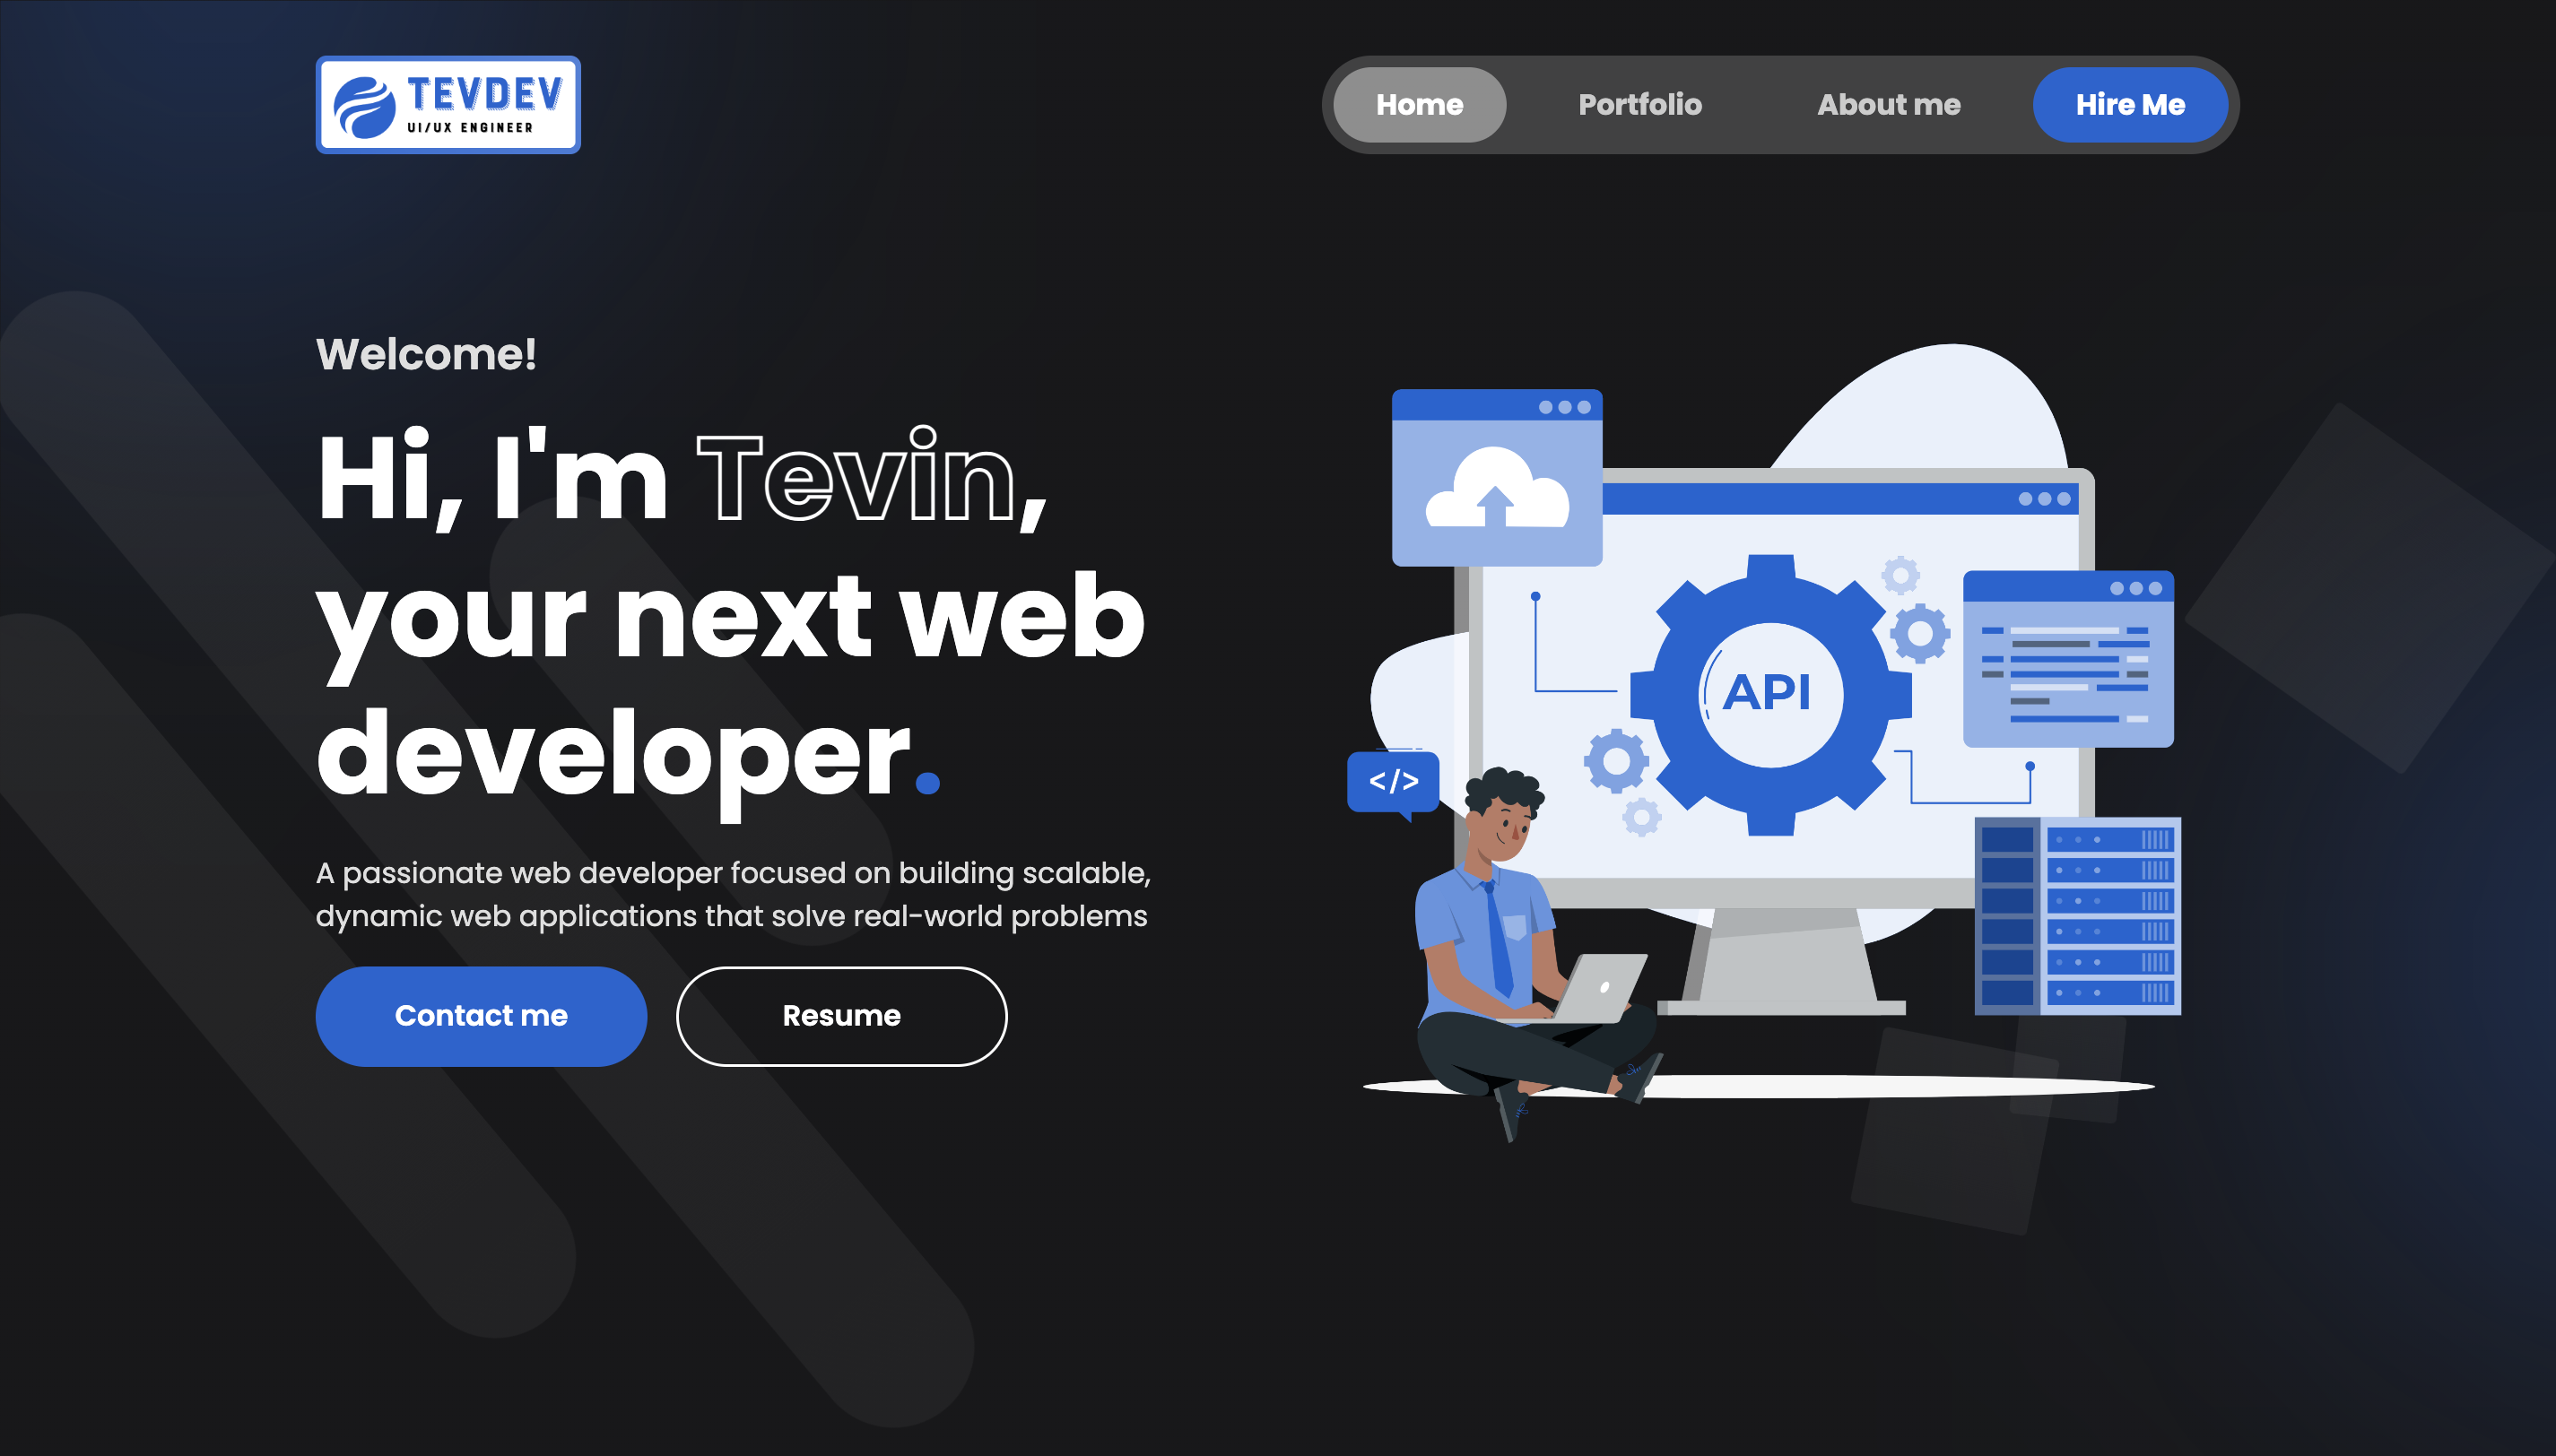 TEVDEV
UI/UX ENGINEER
Home Portfolio About me Hire Me
Welcome!
Hi, I'm Tevin,
your next web
developer.
A passionate web developer focused on building scalable,
dynamic web applications that solve real-world problems
Contact me Resume
API
</>